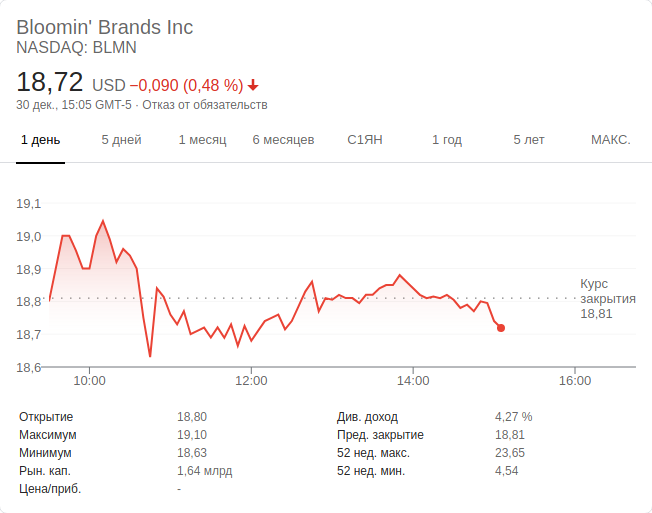 Bloomin' Brands Inc
NASDAQ: BLMN
18,72 USD −0,090 (0,48 %)
30 дек., 15:05 GMT-5 · Отказ от обязательств
1 день 5 дней 1 месяц 6 месяцев С1ЯН 1 год 5 лет МАКС.
19,1
19,0
18,9
18,8
18,7
18,6
Курс
закрытия
18,81
10:00 12:00 14:00 16:00
Открытие 18,80 Див. доход 4,27 %
Максимум 19,10 Пред. закрытие 18,81
Минимум 18,63 52 нед. макс. 23,65
Рын. кап. 1,64 млрд 52 нед. мин. 4,54
Цена/приб. -